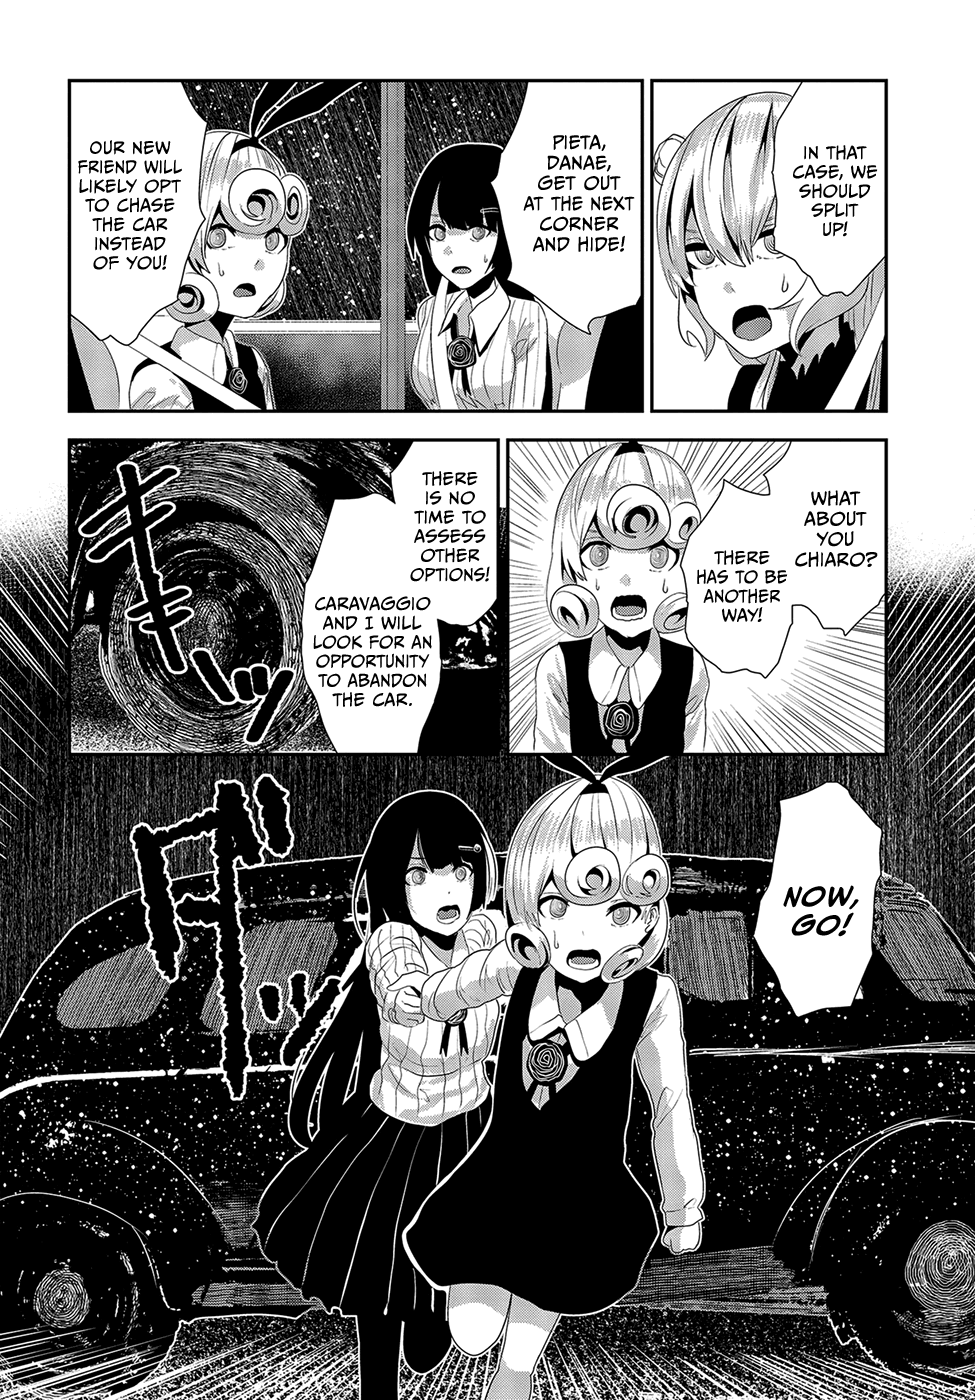 IN THAT
CASE, WE
SHOULD
SPLIT
UP!
PIETA,
DANAE,
GET OUT
AT THE NEXT
CORNER
AND HIDE!
OUR NEW
FRIEND WILL
LIKELY OPT
TO CHASE
THE CAR
INSTEAD
OF YOU!
WHAT
ABOUT
YOU
CHIARO?
THERE
HAS TO BE
ANOTHER
WAY!
THERE
IS NO
TIME TO
ASSESS
OTHER
OPTIONS!
CARAVAGGIO
AND I WILL
LOOK FOR AN
OPPORTUNITY
TO ABANDON
THE CAR.
キキッ
NOW,
GO!
ダッ